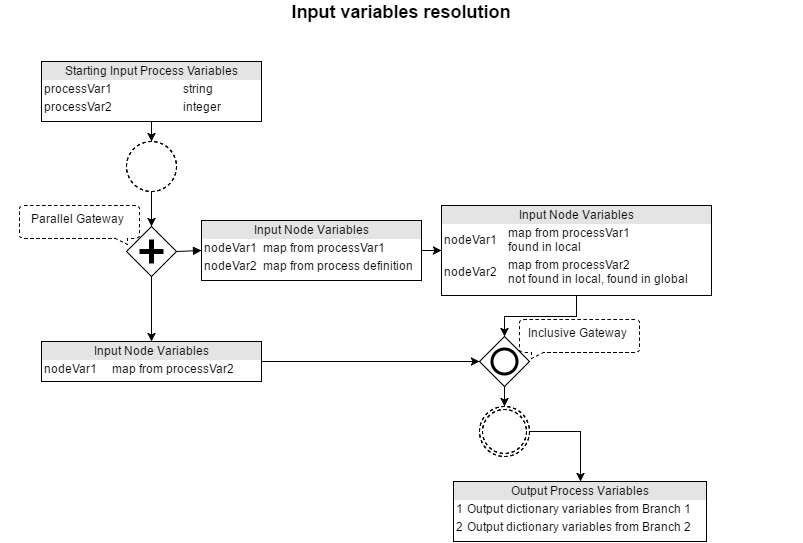 Input variables resolution
Starting Input Process Variables
processVar1 string
processVar2 integer
Parallel Gateway
Input Node Variables
nodeVar1 map from processVar1
nodeVar2 map from process definition
Input Node Variables
nodeVar1 map from processVar1
found in local
nodeVar2 map from processVar2
not found in local, found in global
Inclusive Gateway
Input Node Variables
nodeVar1 map from processVar2
Output Process Variables
1 Output dictionary variables from Branch 1
2 Output dictionary variables from Branch 2